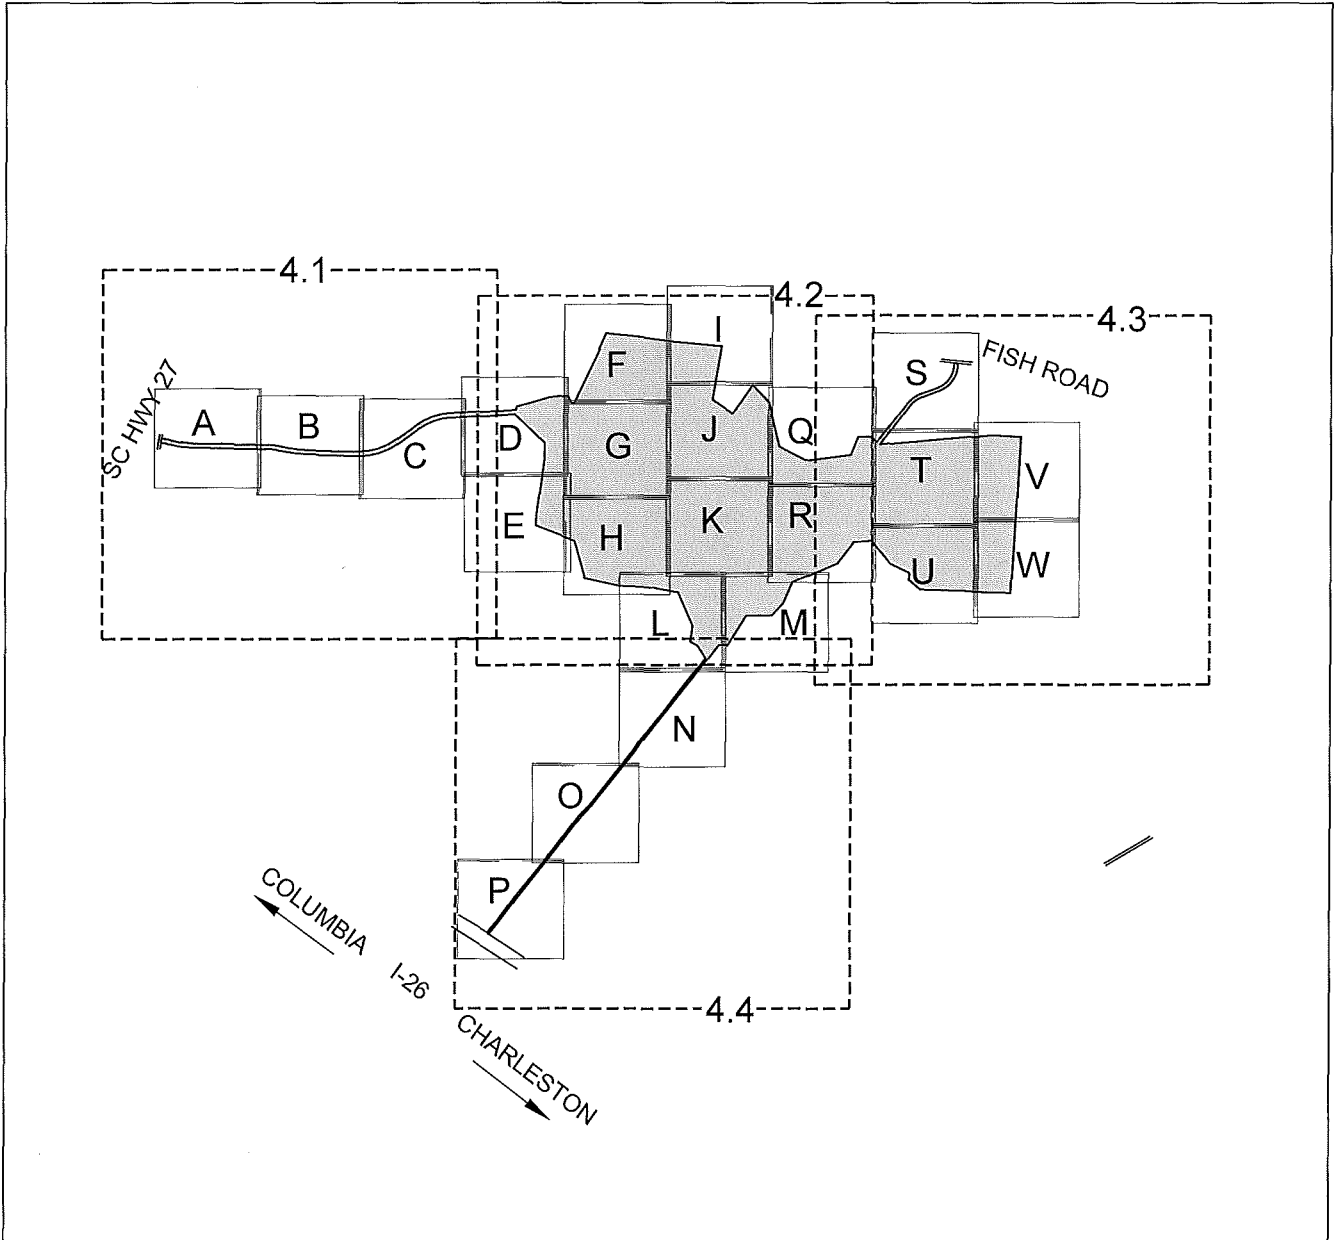 4.1
4.2
4.3
I
F
S
FISH ROAD
SC HWY 27
A
B
C
D
G
J
Q
T
V
E
H
K
R
U
W
L
M
N
O
P
COLUMBIA
I-26
4.4
CHARLESTON